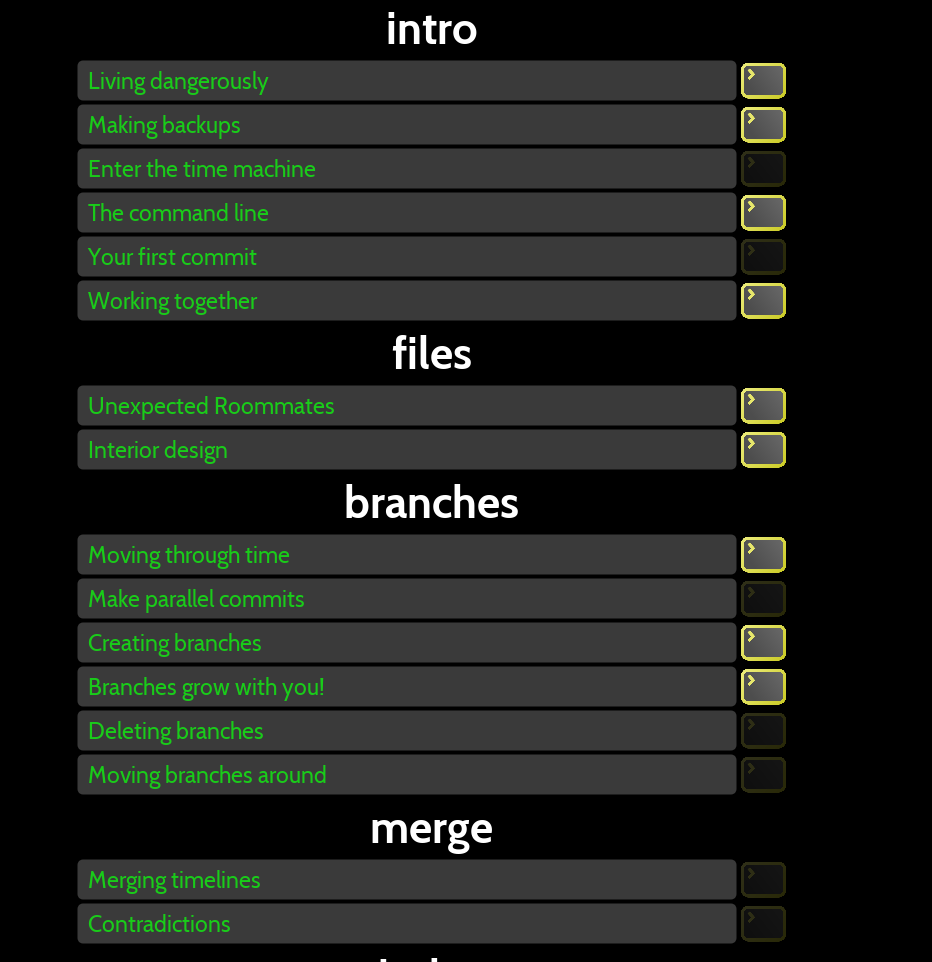 intro
Living dangerously
Making backups
Enter the time machine
The command line
Your first commit
Working together
files
Unexpected Roommates
Interior design
branches
Moving through time
Make parallel commits
Creating branches
Branches grow with you!
Deleting branches
Moving branches around
merge
Merging timelines
Contradictions